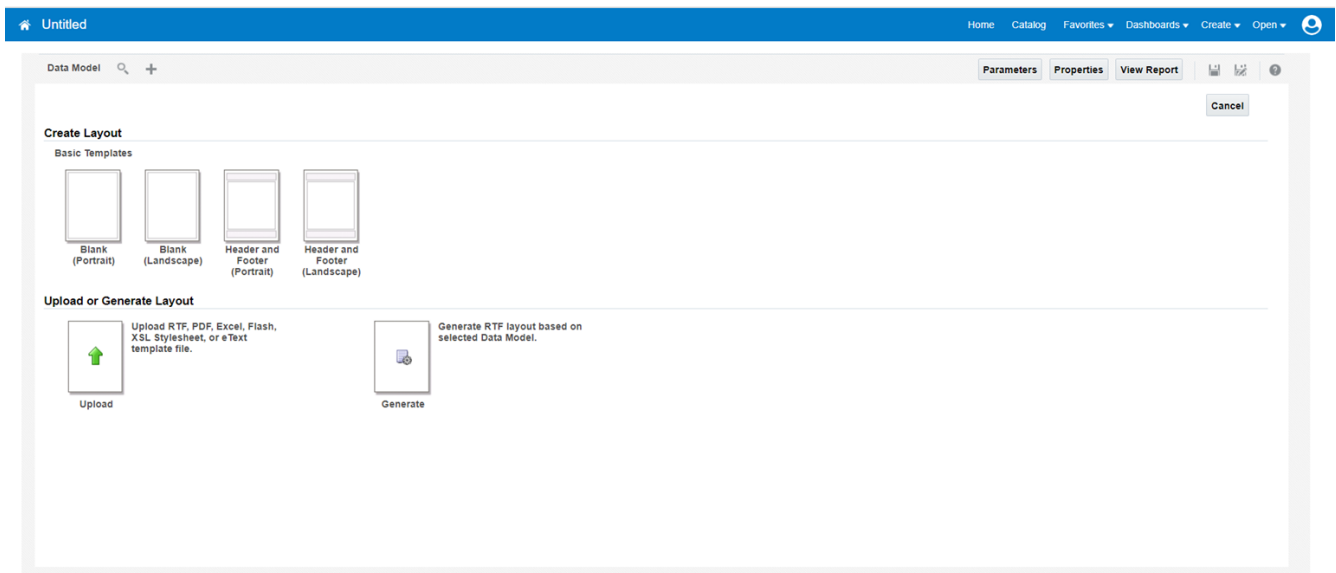 Untitled
Home Catalog Favorites Dashboards Create Open
Data Model
Parameters Properties View Report
Cancel
Create Layout
Basic Templates
Blank
(Portrait)
Blank
(Landscape)
Header and
Footer
(Portrait)
Header and
Footer
(Landscape)
Upload or Generate Layout
Upload RTF, PDF, Excel, Flash,
XSL Stylesheet, or eText
template file.
Upload
Generate RTF layout based on
selected Data Model.
Generate